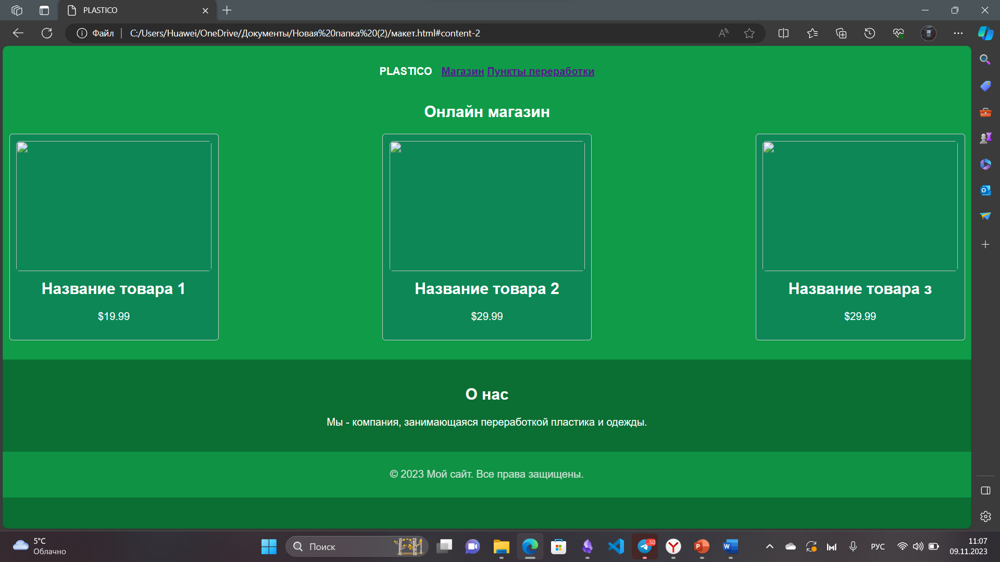 PLASTICO
Файл
C:/Users/Huawei/OneDrive/Документы/Новая%20папка%20(2)/макет.html#content-2
PLASTICO Магазин Пункты переработки
Онлайн магазин
Название товара 1
$19.99
Название товара 2
$29.99
Название товара з
$29.99
О нас
Мы - компания, занимающаяся переработкой пластика и одежды.
© 2023 Мой сайт. Все права защищены.
5°C
Облачно
Поиск
50
РУС
11:07
09.11.2023